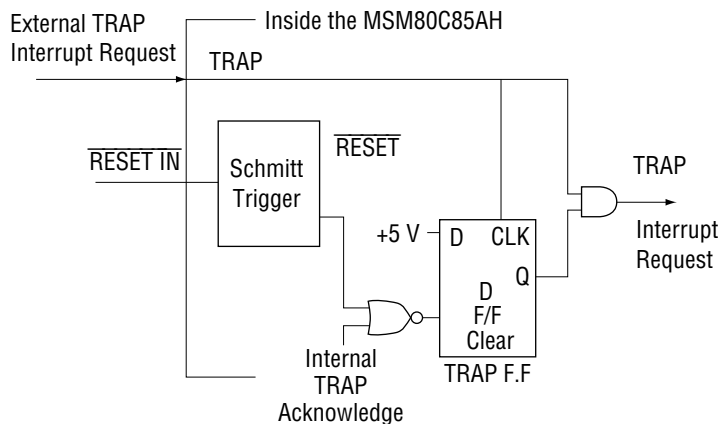 External TRAP
Interrupt Request
Inside the MSM80C85AH
TRAP
RESET IN
RESET
Schmitt
Trigger
TRAP
Interrupt
Request
+5 V
D
CLK
Q
D
F/F
Clear
TRAP F.F
Internal
TRAP
Acknowledge